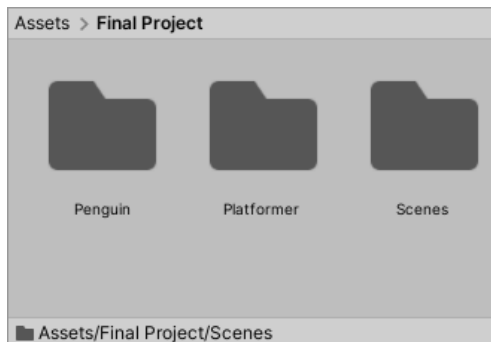 Assets > Final Project
Penguin Platformer Scenes
Assets/Final Project/Scenes